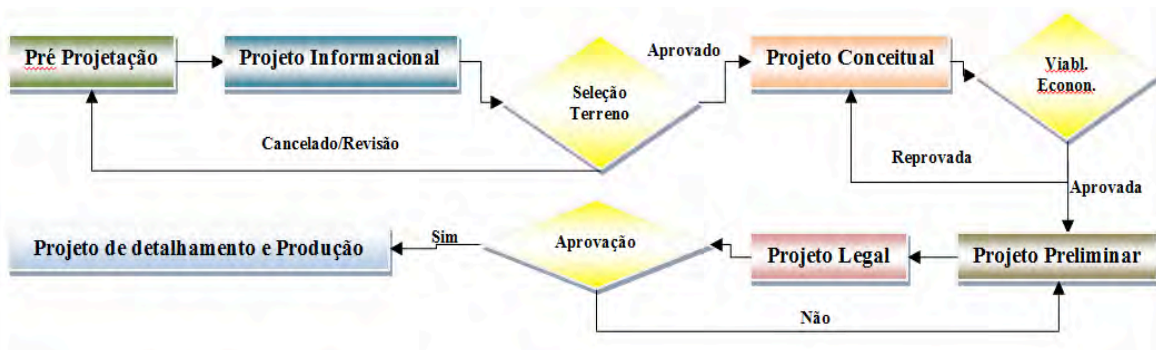 Pré Projetação
Projeto Informacional
Seleção
Terreno
Aprovado
Projeto Conceitual
Viabl.
Econon.
Cancelado/Revisão
Reprovada
Aprovada
Projeto de detalhamento e Produção
Sim
Aprovação
Projeto Legal
Projeto Preliminar
Não